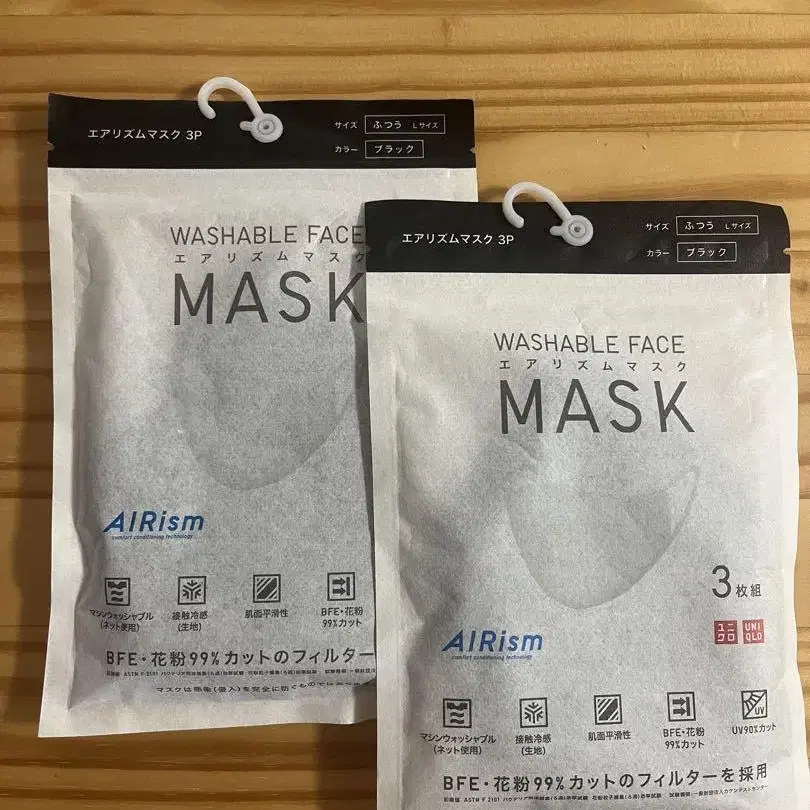 エアリズムマスク 3P
サイズ ふつう Lサイズ
カラー ブラック
WASHABLE FACE
エアリズムマスク
MASK
AIRism
comfort conditioning technology
マシンウォッシャブル
(ネット使用)
接触冷感
(生地)
肌面平滑性
BFE・花粉
99%カット
BFE・花粉99%カットのフィルター
エアリズムマスク 3P
サイズ ふつう Lサイズ
カラー ブラック
WASHABLE FACE
エアリズムマスク
MASK
3枚組
ユニクロ UNIQLO
AIRism
comfort conditioning technology
マシンウォッシャブル
(ネット使用)
接触冷感
(生地)
肌面平滑性
BFE・花粉
99%カット
UV
UV90%カット
BFE・花粉99%カットのフィルターを採用